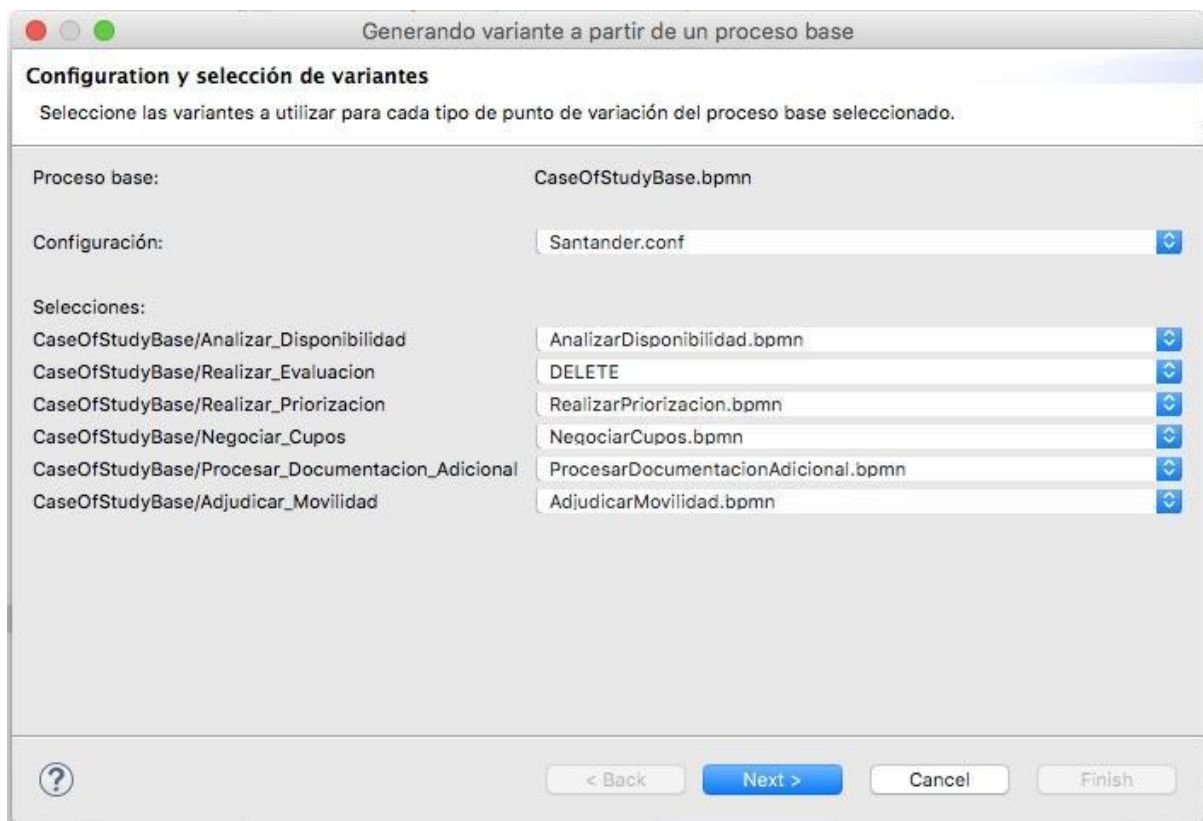 Generando variante a partir de un proceso base
Configuration y selección de variantes
Seleccione las variantes a utilizar para cada tipo de punto de variación del proceso base seleccionado.
Proceso base: CaseOfStudyBase.bpmn
Configuración: Santander.conf
Selecciones:
CaseOfStudyBase/Analizar_Disponibilidad AnalizarDisponibilidad.bpmn
CaseOfStudyBase/Realizar_Evaluacion DELETE
CaseOfStudyBase/Realizar_Priorizacion RealizarPriorizacion.bpmn
CaseOfStudyBase/Negociar_Cupos NegociarCupos.bpmn
CaseOfStudyBase/Procesar_Documentacion_Adicional ProcesarDocumentacionAdicional.bpmn
CaseOfStudyBase/Adjudicar_Movilidad AdjudicarMovilidad.bpmn
? < Back Next > Cancel Finish